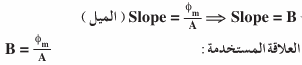 Slope = ϕm/A ⟹ Slope = B (الميل)
العلاقة المستخدمة : B = ϕm/A